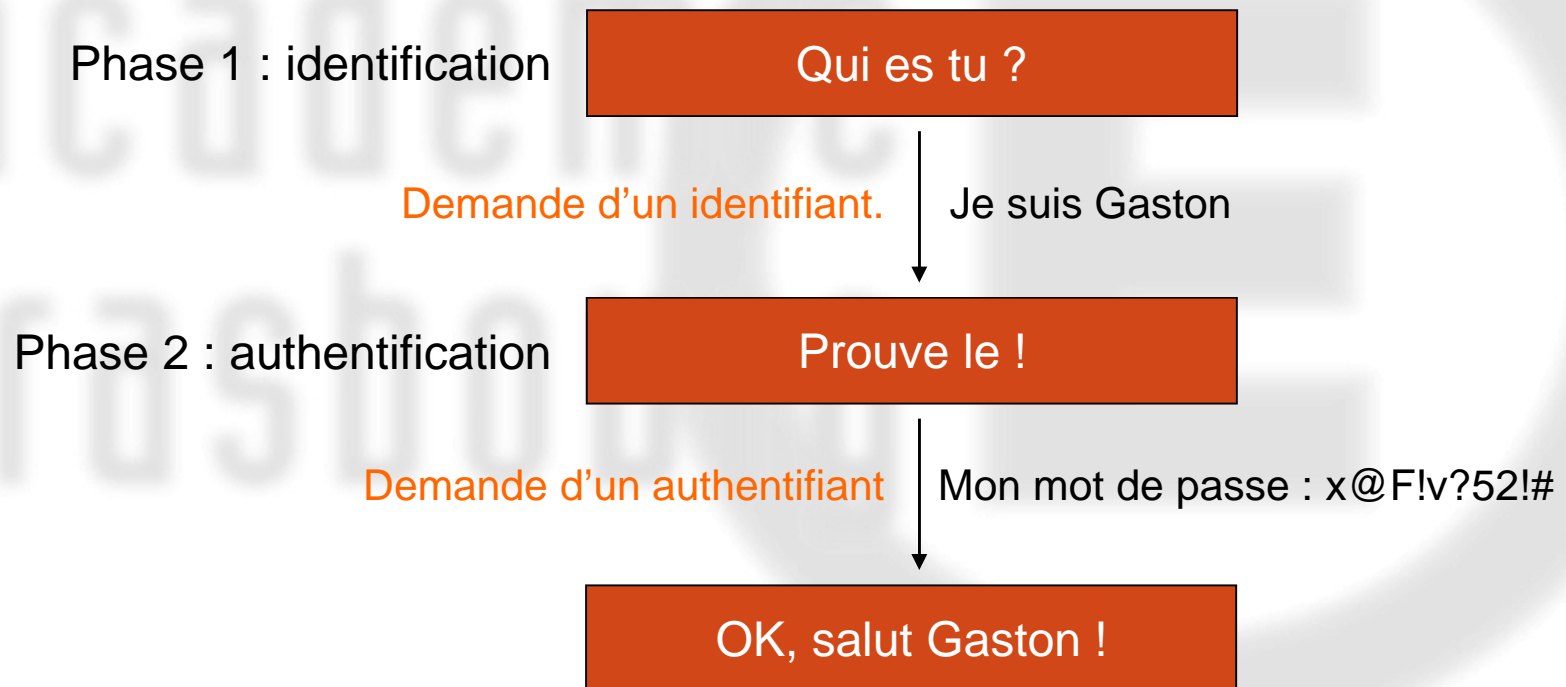 Phase 1 : identification
Qui es tu ?
Demande d'un identifiant.
Je suis Gaston
Phase 2 : authentification
Prouve le !
Demande d'un authentifiant
Mon mot de passe : x@F!v?52!#
OK, salut Gaston !